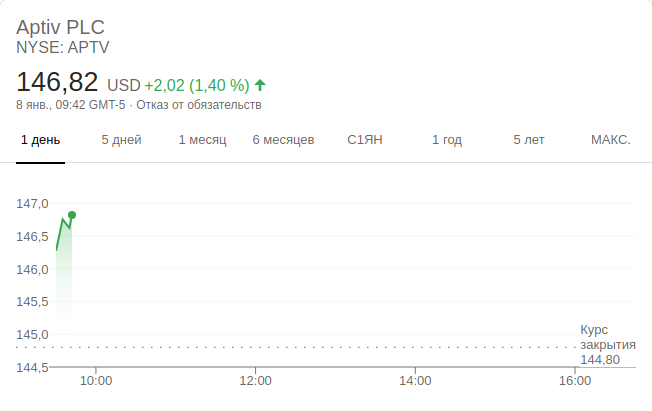 Aptiv PLC
NYSE: APTV
146,82 USD +2,02 (1,40 %)
8 янв., 09:42 GMT-5 · Отказ от обязательств
1 день 5 дней 1 месяц 6 месяцев С1ЯН 1 год 5 лет МАКС.
147,0
146,5
146,0
145,5
145,0
144,5
Курс
закрытия
144,80
10:00 12:00 14:00 16:00